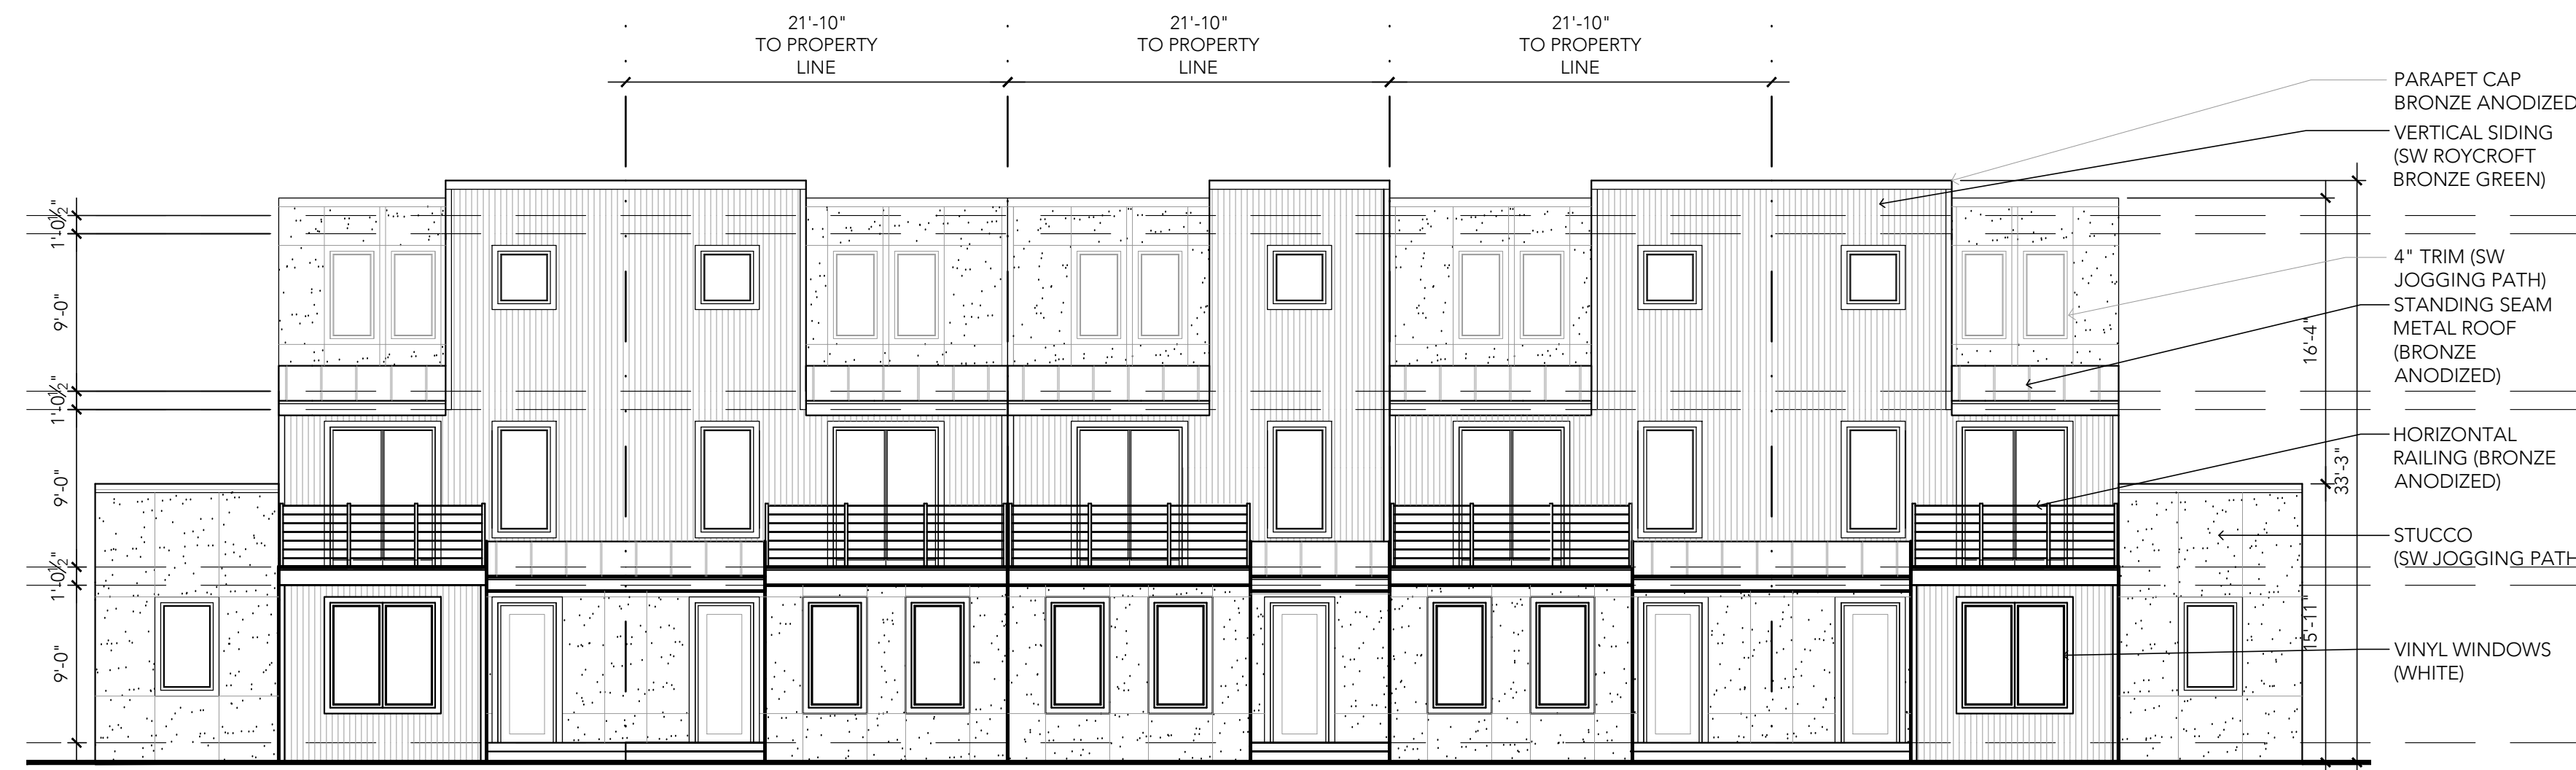 21'-10"
TO PROPERTY
LINE
21'-10"
TO PROPERTY
LINE
21'-10"
TO PROPERTY
LINE
PARAPET CAP
BRONZE ANODIZED
VERTICAL SIDING
(SW ROYCROFT
BRONZE GREEN)
4" TRIM (SW
JOGGING PATH)
STANDING SEAM
METAL ROOF
(BRONZE
ANODIZED)
HORIZONTAL
RAILING (BRONZE
ANODIZED)
STUCCO
(SW JOGGING PATH
VINYL WINDOWS
(WHITE)
1'-0½"
9'-0"
1'-0½"
9'-0"
1'-0½"
9'-0"
16'-4"
33'-3"
15'-11"